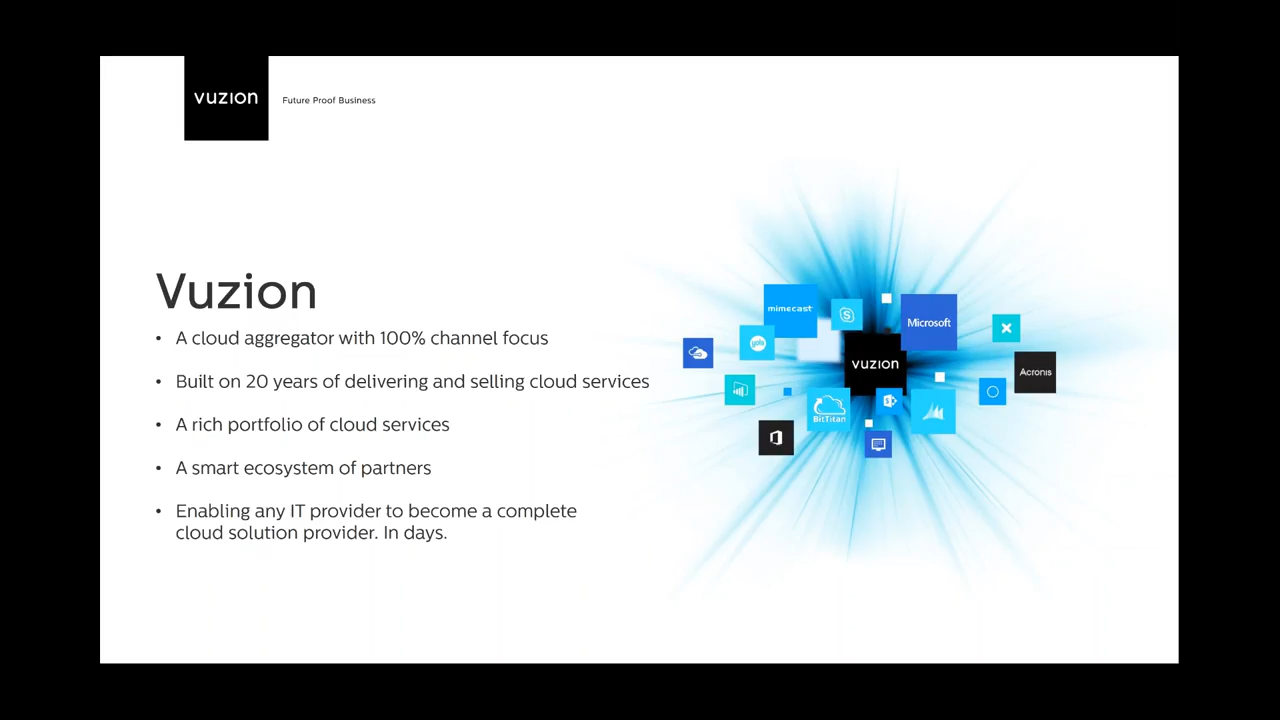 vuzion
Future Proof Business
Vuzion
• A cloud aggregator with 100% channel focus
• Built on 20 years of delivering and selling cloud services
• A rich portfolio of cloud services
• A smart ecosystem of partners
• Enabling any IT provider to become a complete
cloud solution provider. In days.
mimecast
S
Microsoft
yola
vuzion
Acronis
BitTitan